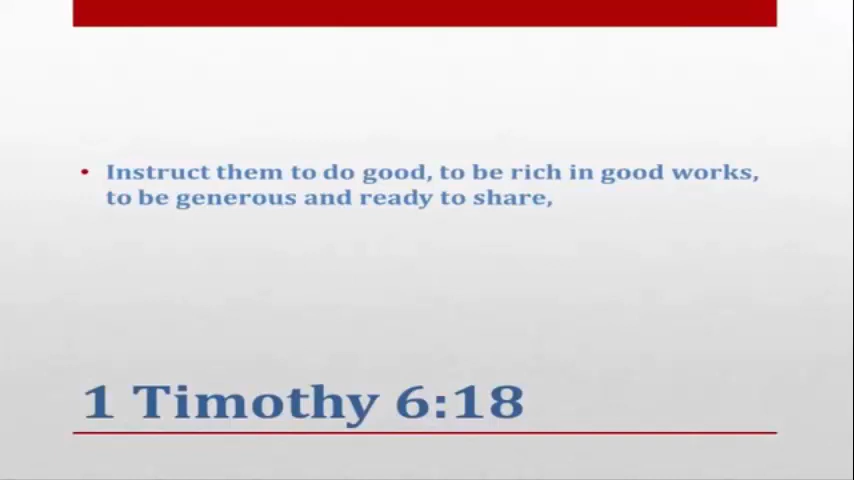 • Instruct them to do good, to be rich in good works,
to be generous and ready to share,
1 Timothy 6:18